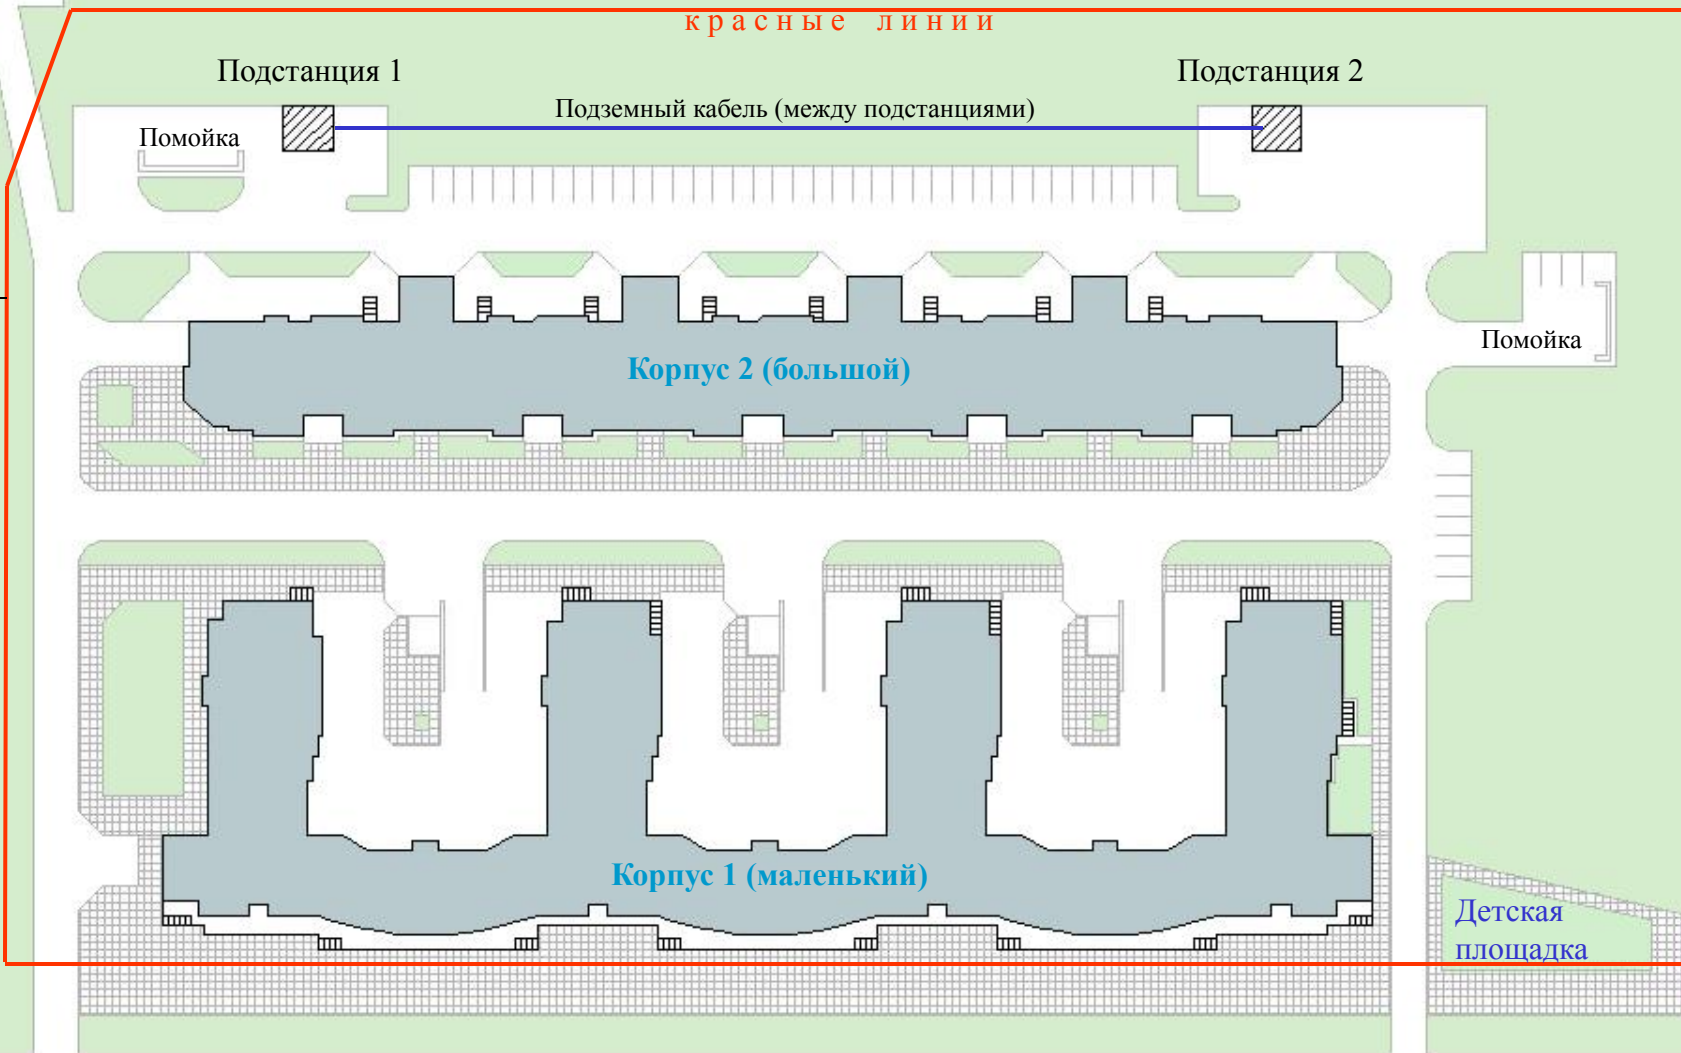 красные линии
Подстанция 1
Подстанция 2
Подземный кабель (между подстанциями)
Помойка
Помойка
Корпус 2 (большой)
Корпус 1 (маленький)
Детская
площадка